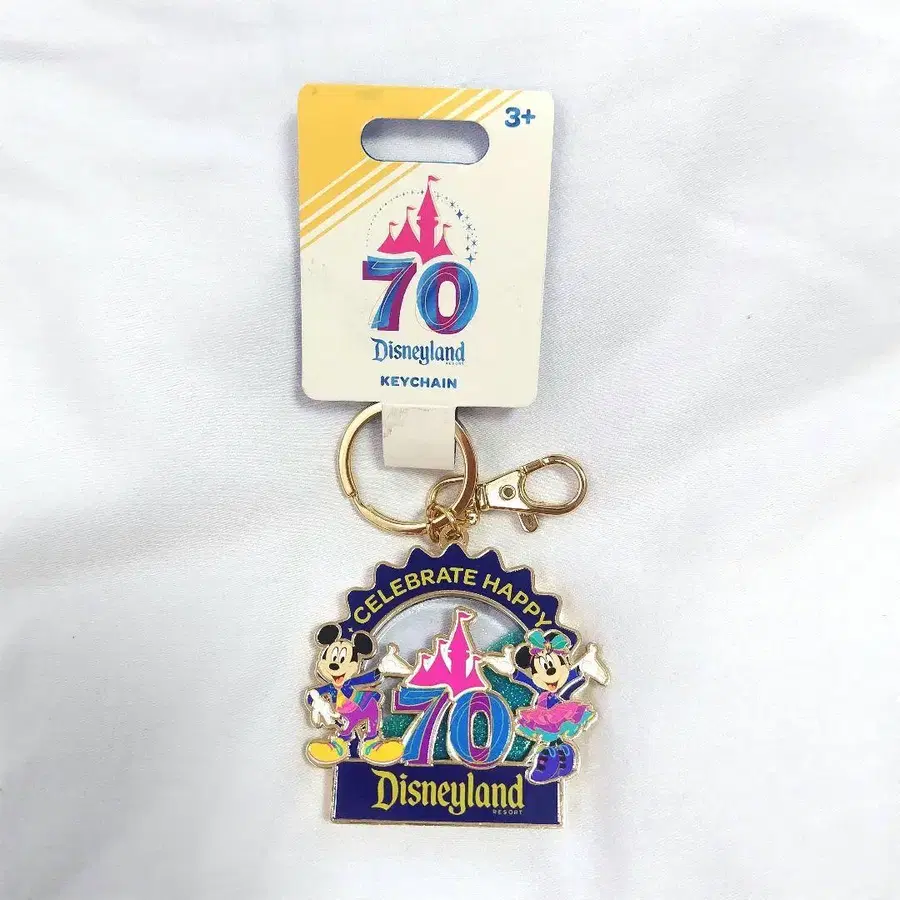 3+
70
Disneyland
RESORT
KEYCHAIN
CELEBRATE HAPPY
70
Disneyland
RESORT